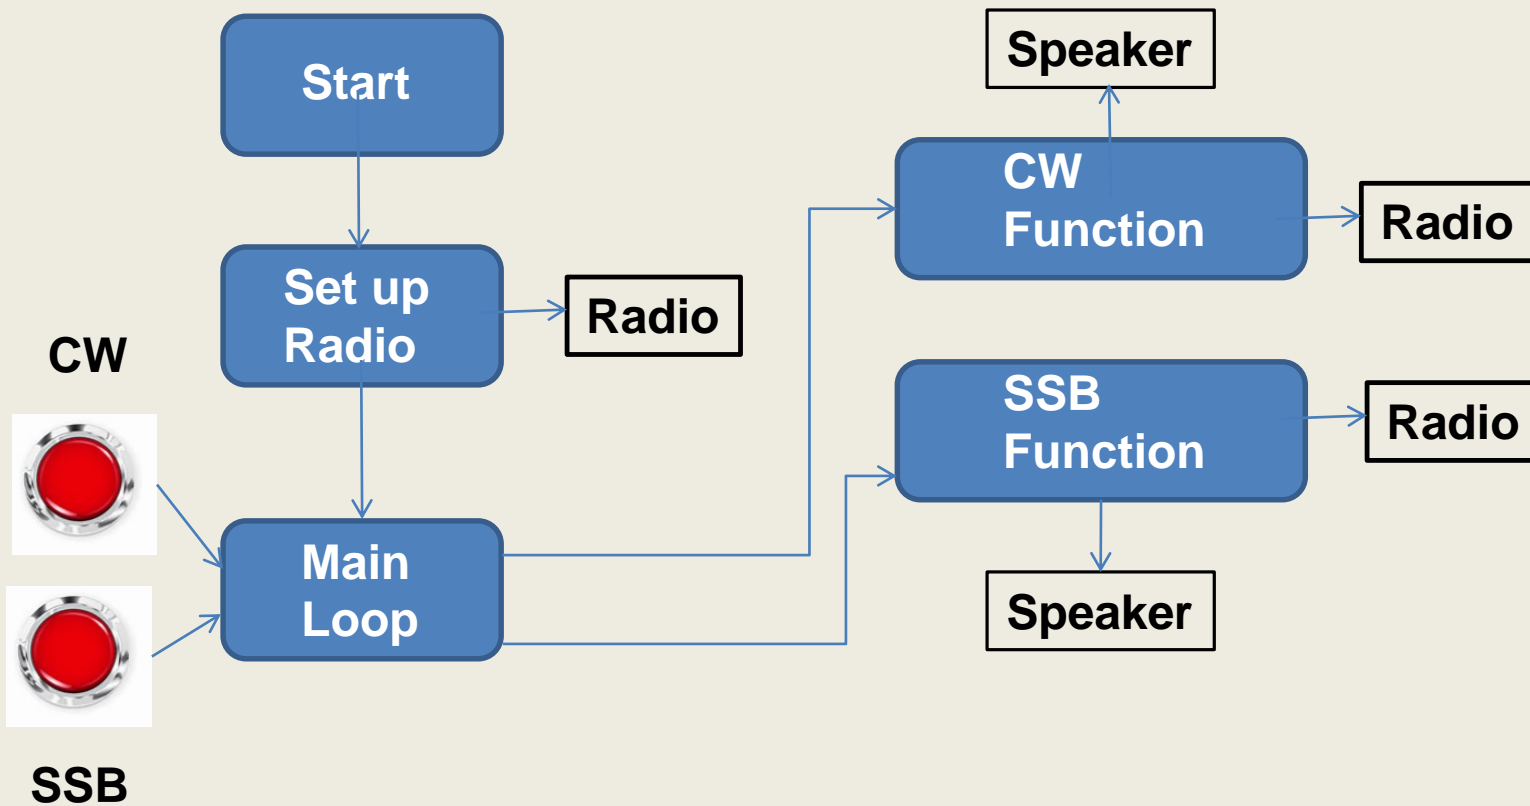 Start
Set up
Radio
Radio
CW
Main
Loop
SSB
Speaker
CW
Function
Radio
SSB
Function
Radio
Speaker